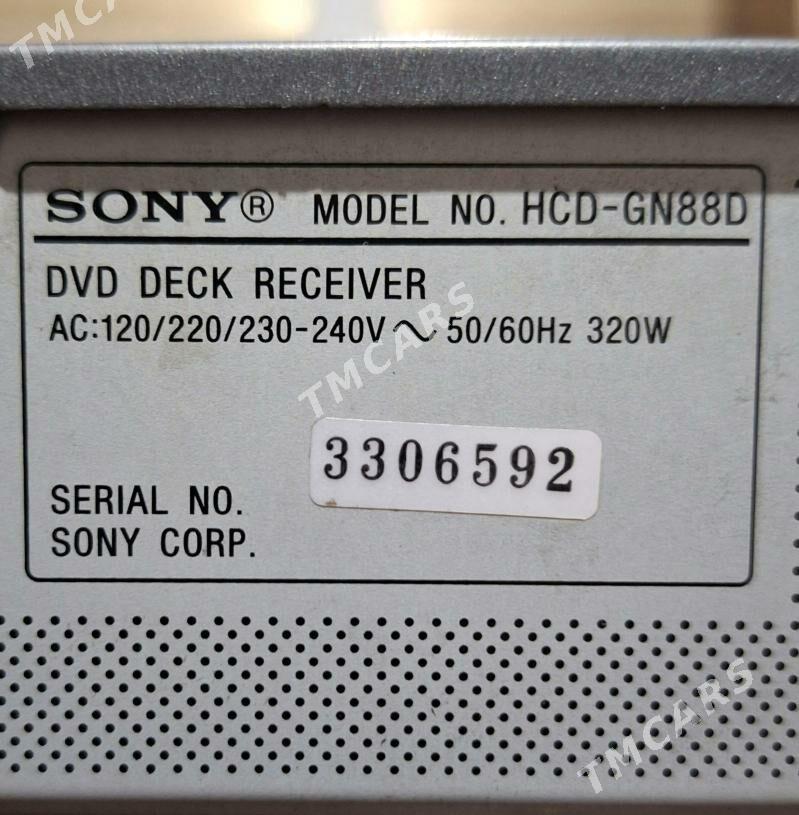 TMCARS
SONY® MODEL NO. HCD-GN88D
DVD DECK RECEIVER
AC:120/220/230-240V～50/60Hz 320W
TMCARS
3306592
SERIAL NO.
SONY CORP.
TMCARS